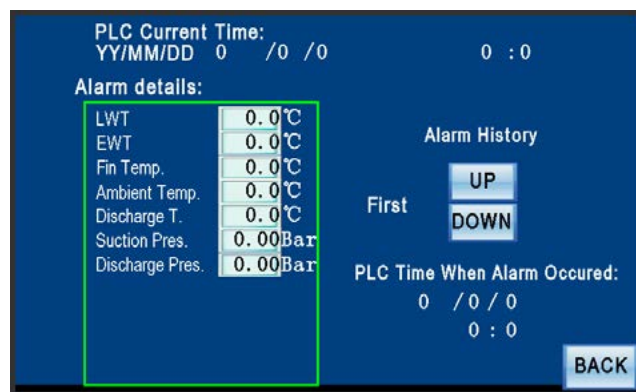 PLC Current Time:
YY/MM/DD 0 /0 /0 0 :0
Alarm details:
LWT 0.0℃
EWT 0.0℃
Fin Temp. 0.0℃
Ambient Temp. 0.0℃
Discharge T. 0.0℃
Suction Pres. 0.00Bar
Discharge Pres. 0.00Bar
Alarm History
UP
First
DOWN
PLC Time When Alarm Occured:
0 /0/0
0:0
BACK